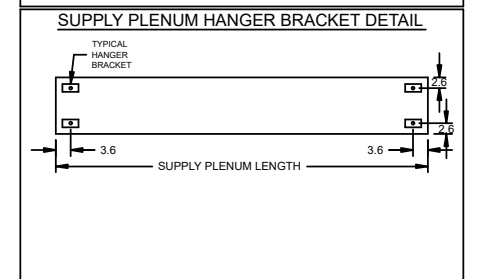 SUPPLY PLENUM HANGER BRACKET DETAIL
TYPICAL
HANGER
BRACKET
2.6
2.6
3.6
3.6
SUPPLY PLENUM LENGTH